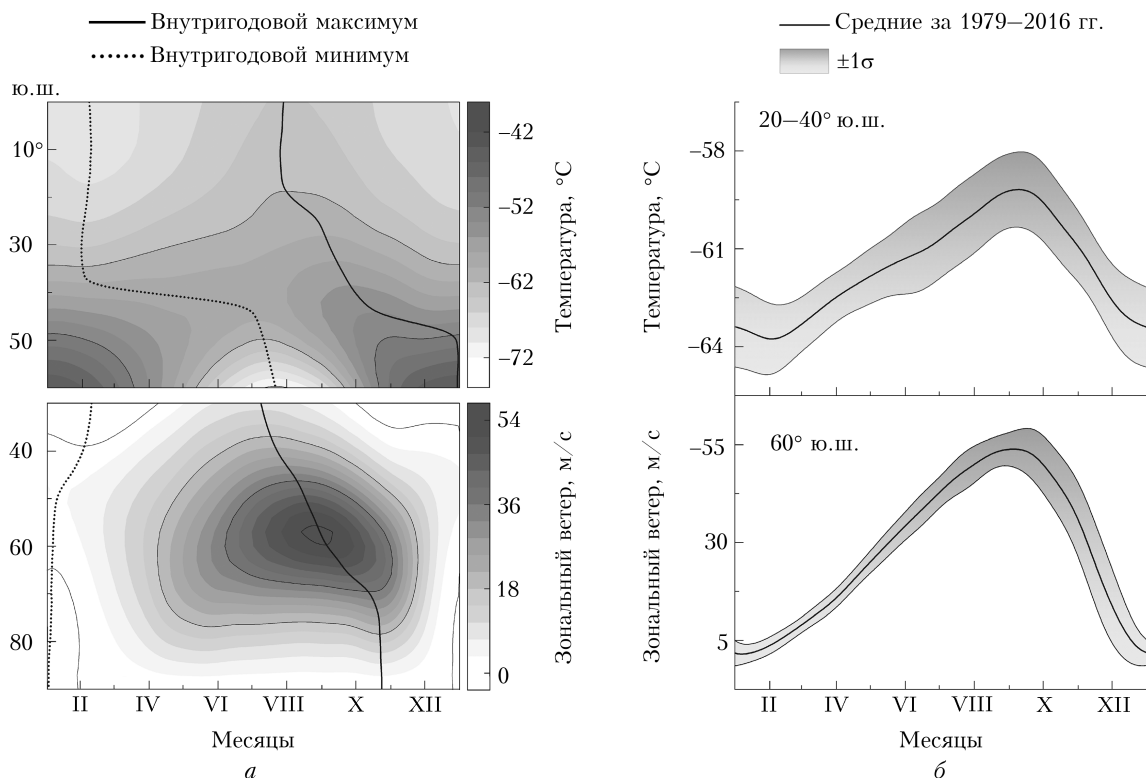 Внутригодовой максимум
Внутригодовой минимум
ю.ш.
10°
30
50
–42
–52
–62
–72
Температура, °C
40
60
80
54
36
18
0
Зональный ветер, м/с
II IV VI VIII X XII
Месяцы
а
Средние за 1979–2016 гг.
±1σ
20–40° ю.ш.
–58
–61
–64
Температура, °C
60° ю.ш.
–55
30
5
Зональный ветер, м/с
II IV VI VIII X XII
Месяцы
б